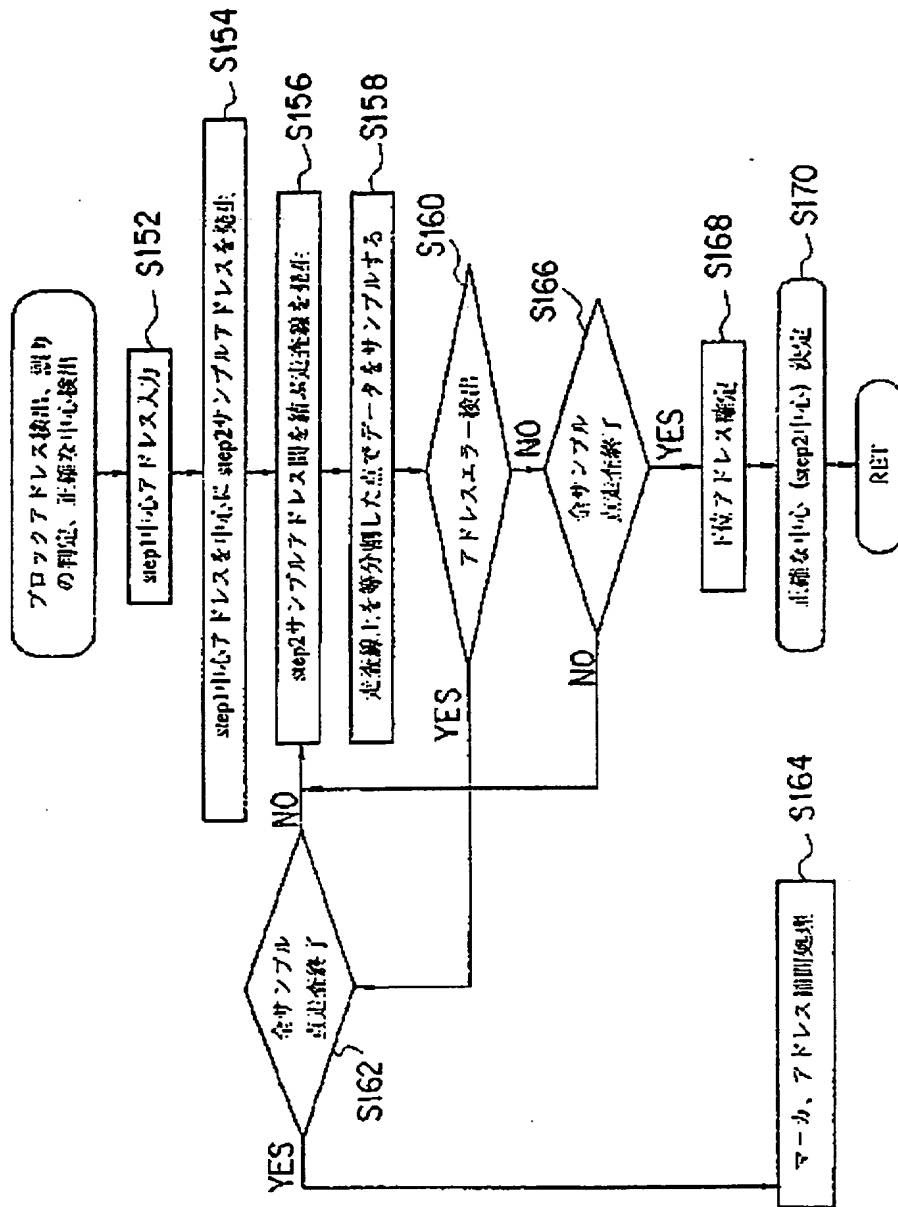 ブロックアドレス検出、誤り
の判定、正確な中心検出
step1中心アドレス入力
S152
step1中心アドレスを中心にstep2サンプルアドレスを発生
S154
step2サンプルアドレス間を結ぶ走査線を発生
S156
走査線上を等分割した点でデータをサンプルする
S158
アドレスエラー検出
S160
YES
NO
全サンプル
点走査終了
S162
NO
YES
マーカ、アドレス補間処理
S164
全サンプル
点走査終了
S166
NO
YES
下位アドレス確定
S168
正確な中心（step2中心）決定
S170
RET